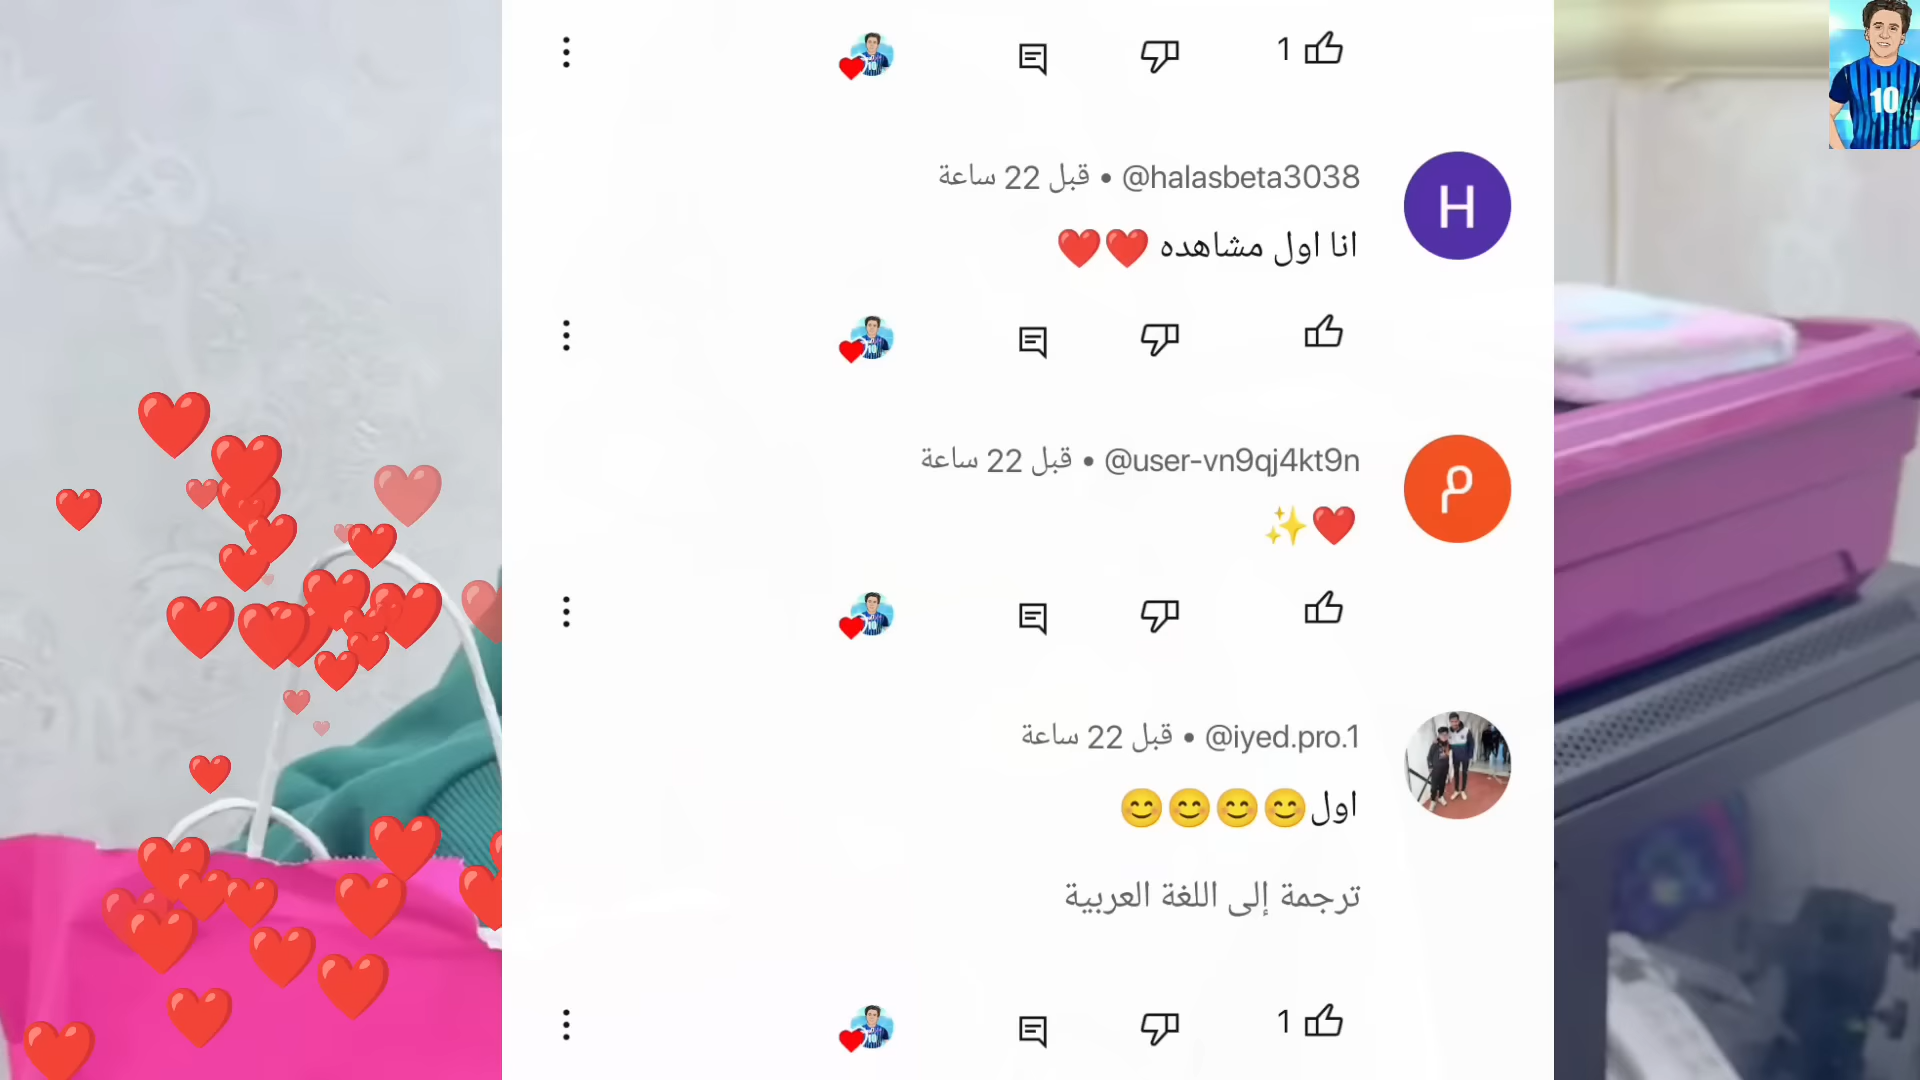 1
10
@halasbeta3038 • قبل 22 ساعة
H
انا اول مشاهده ❤️❤️
@user-vn9qj4kt9n • قبل 22 ساعة
م
❤️✨
@iyed.pro.1 • قبل 22 ساعة
اول😊😊😊😊
ترجمة إلى اللغة العربية
1